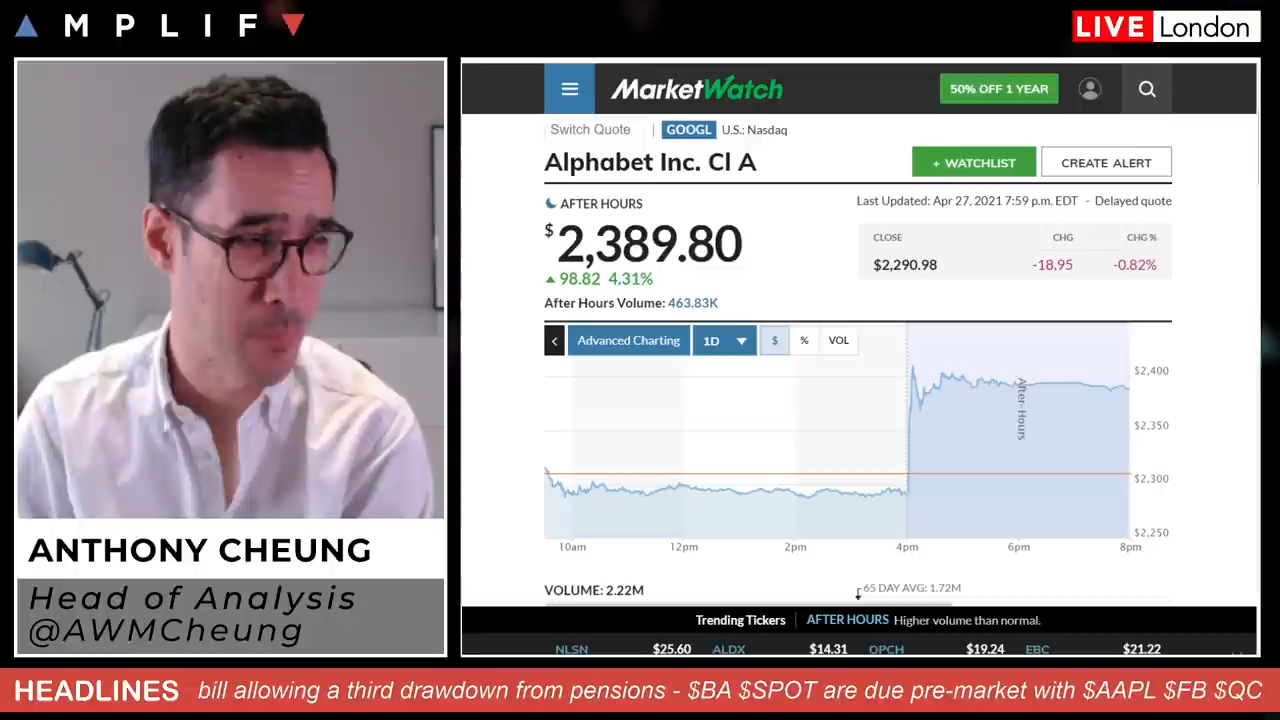 AMPLIFY
LIVE London
MarketWatch
50% OFF 1 YEAR
Switch Quote | GOOGL U.S.: Nasdaq
Alphabet Inc. Cl A
+ WATCHLIST
CREATE ALERT
AFTER HOURS
Last Updated: Apr 27, 2021 7:59 p.m. EDT - Delayed quote
$2,389.80
98.82 4.31%
CLOSE CHG CHG %
$2,290.98 -18.95 -0.82%
After Hours Volume: 463.83K
< Advanced Charting 1D $ % VOL
After-Hours
$2,400
$2,350
$2,300
$2,250
10am 12pm 2pm 4pm 6pm 8pm
VOLUME: 2.22M
65 DAY AVG: 1.72M
Trending Tickers | AFTER HOURS Higher volume than normal.
NLSN $25.60 ALDX $14.31 OPCH $19.24 EBC $21.22
ANTHONY CHEUNG
Head of Analysis
@AWMCheung
HEADLINES bill allowing a third drawdown from pensions - $BA $SPOT are due pre-market with $AAPL $FB $QC